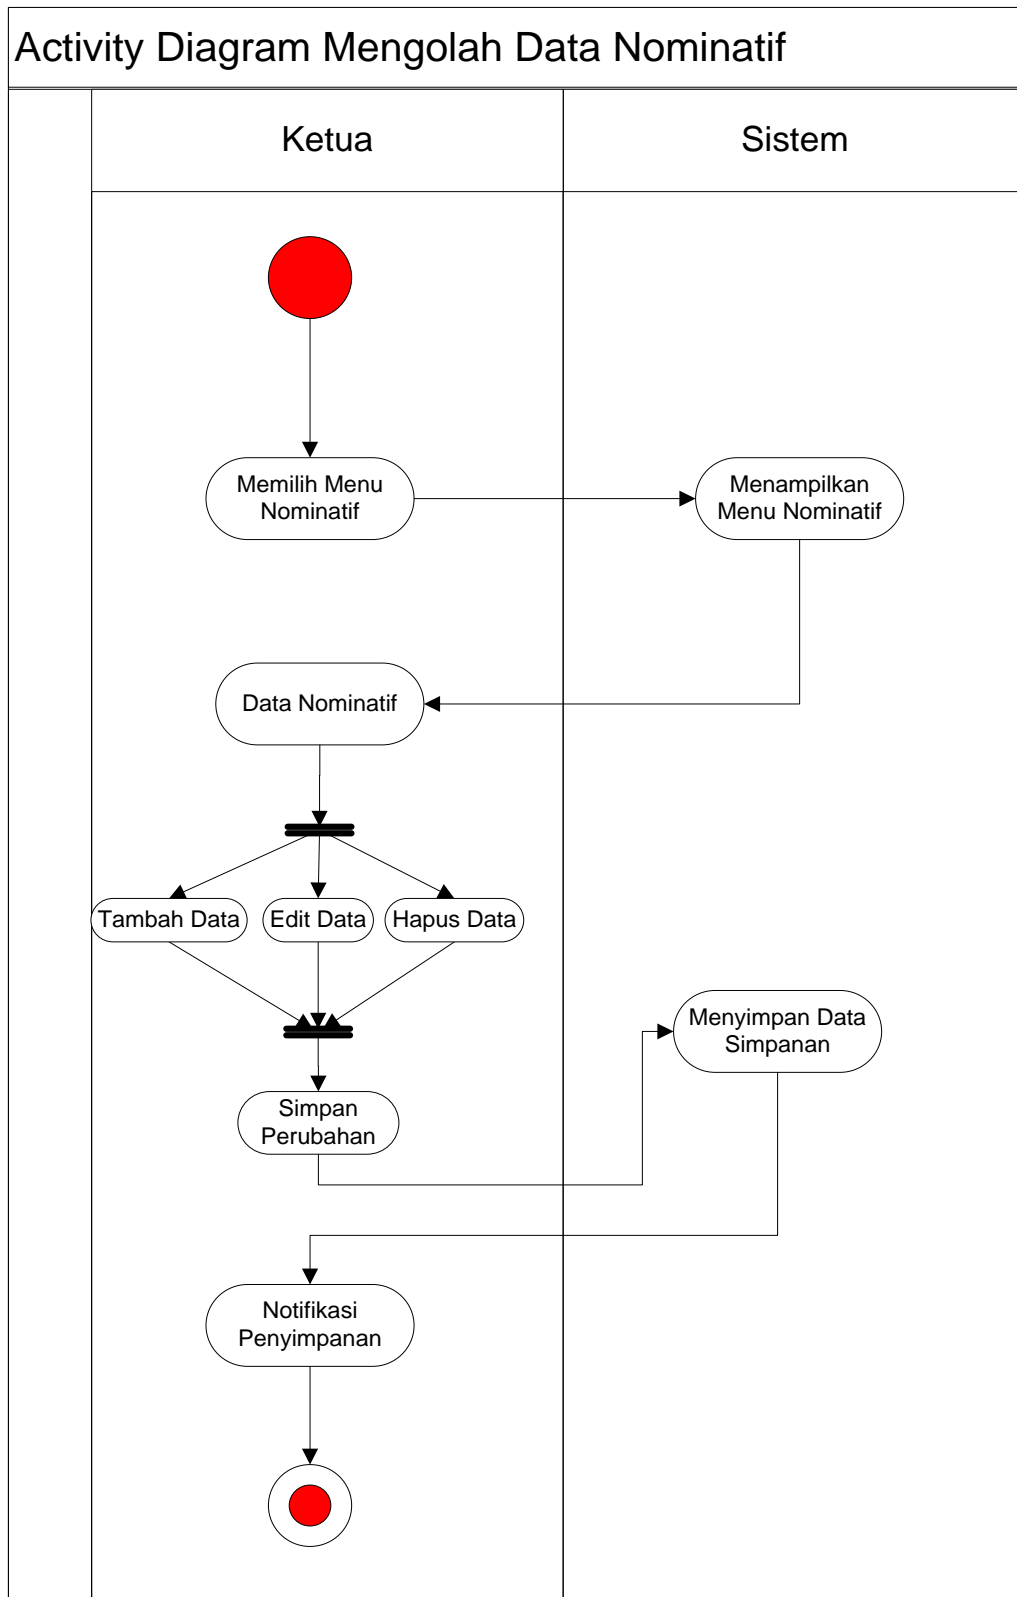 Activity Diagram Mengolah Data Nominatif
Ketua
Sistem
Memilih Menu
Nominatif
Menampilkan
Menu Nominatif
Data Nominatif
Tambah Data
Edit Data
Hapus Data
Menyimpan Data
Simpanan
Simpan
Perubahan
Notifikasi
Penyimpanan